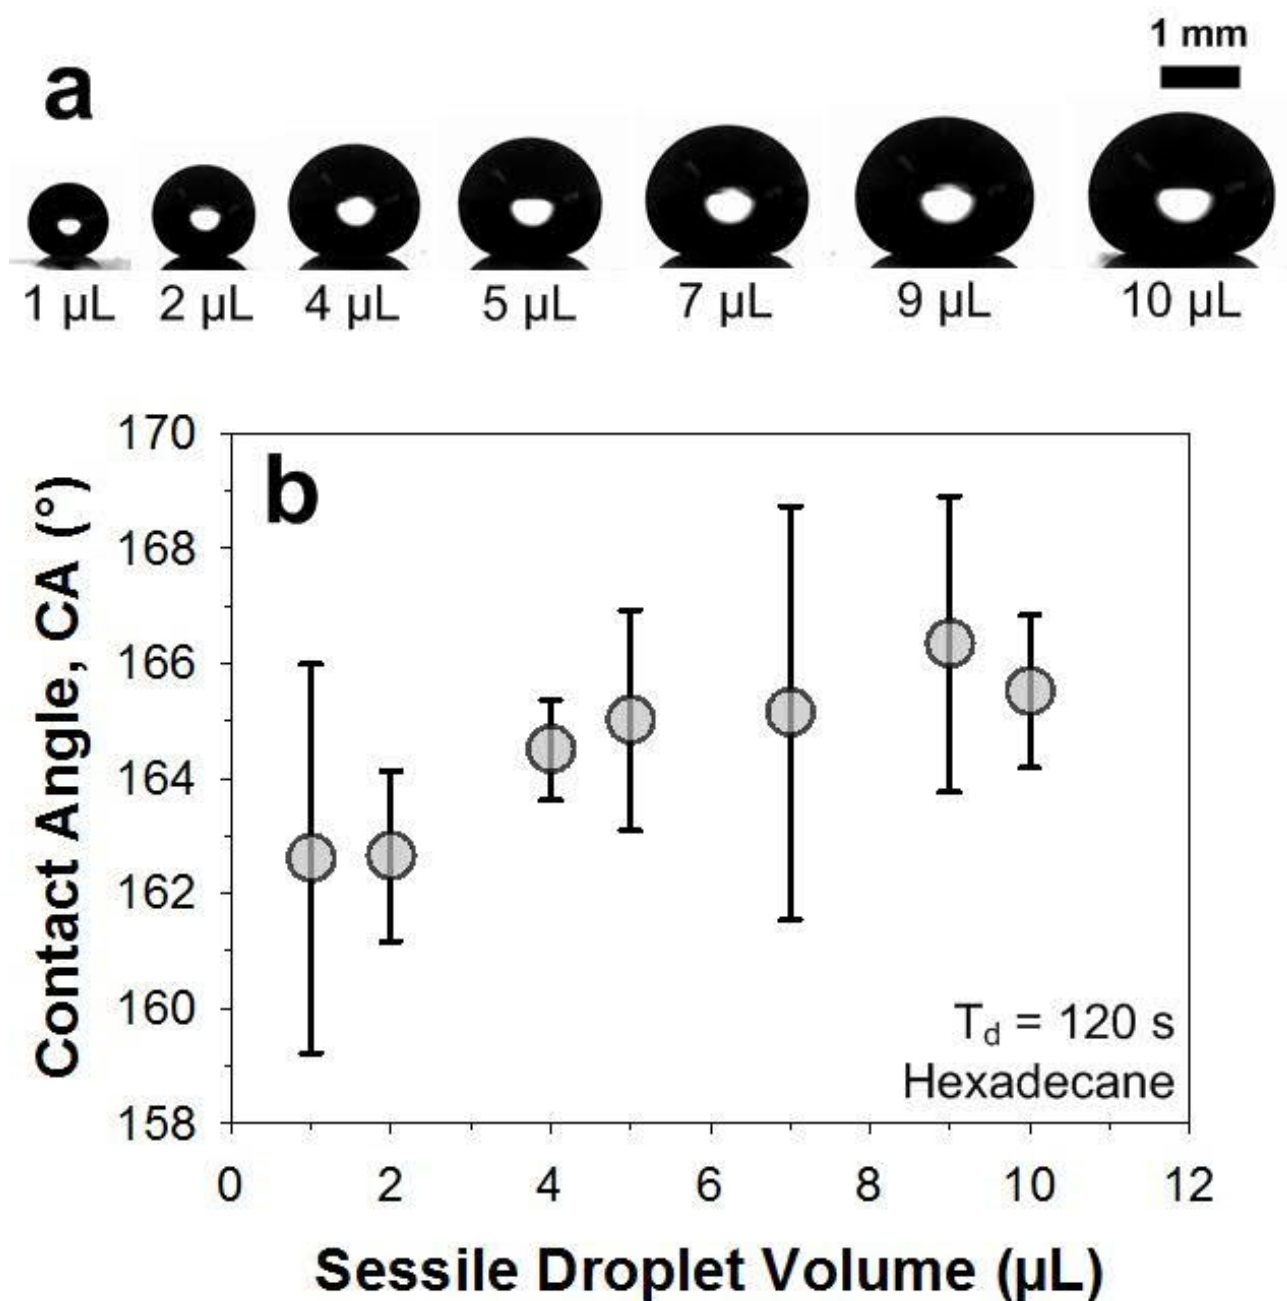 1 mm
a
1 µL 2 µL 4 µL 5 µL 7 µL 9 µL 10 µL
b
Contact Angle, CA (°)
170
168
166
164
162
160
158
T_d = 120 s
Hexadecane
0 2 4 6 8 10 12
Sessile Droplet Volume (µL)